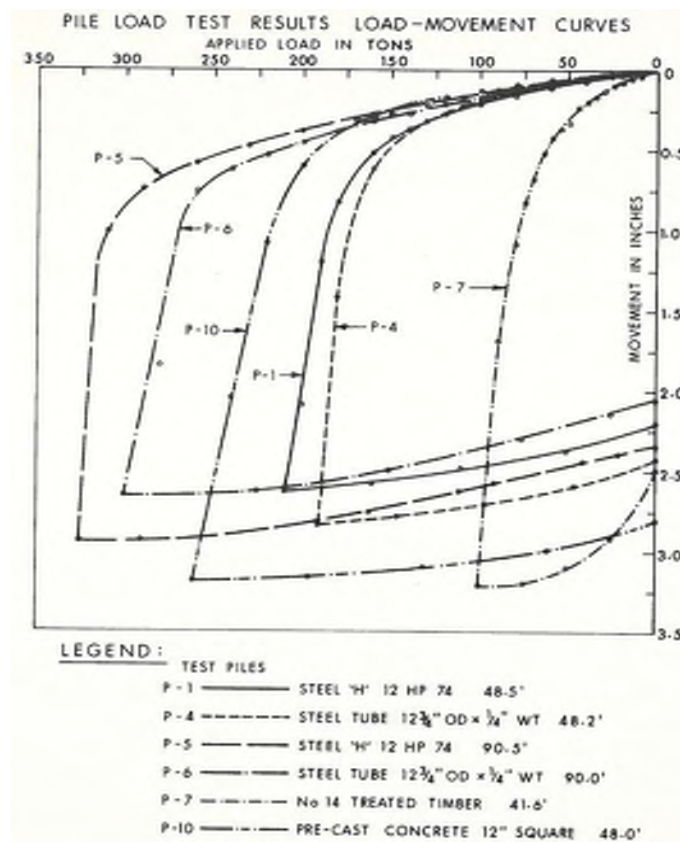 PILE LOAD TEST RESULTS LOAD-MOVEMENT CURVES
APPLIED LOAD IN TONS
350 300 250 200 150 100 50 0
0
0.5
1.0
1.5
2.0
2.5
3.0
3.5
MOVEMENT IN INCHES
P-5
P-6
P-7
P-10
P-4
P-1
LEGEND:
TEST PILES
P-1 STEEL 'H' 12 HP 74 48.5'
P-4 STEEL TUBE 12¾" OD × ¼" WT 48.2'
P-5 STEEL 'H' 12 HP 74 90.5'
P-6 STEEL TUBE 12¾" OD × ¼" WT 90.0'
P-7 No 14 TREATED TIMBER 41.6'
P-10 PRE-CAST CONCRETE 12" SQUARE 48.0'